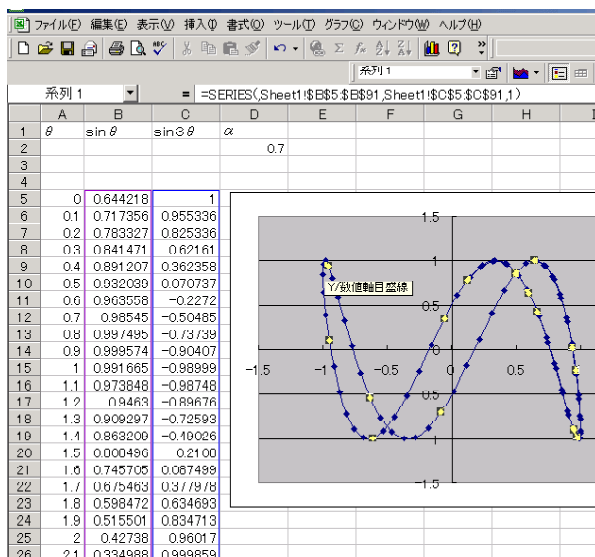 ファイル(F) 編集(E) 表示(V) 挿入(I) 書式(O) ツール(T) グラフ(C) ウィンドウ(W) ヘルプ(H)
系列 1
系列 1 = =SERIES(,Sheet1!$B$5:$B$91,Sheet1!$C$5:$C$91,1)
A B C D E F G H I
1 θ sinθ sin3θ α
2 0.7
3
4
5 0 0.644218 1
6 0.1 0.717356 0.955336
7 0.2 0.783327 0.825336
8 0.3 0.841471 0.62161
9 0.4 0.891207 0.362358
10 0.5 0.932039 0.070737
11 0.6 0.963558 -0.2272
12 0.7 0.98545 -0.50485
13 0.8 0.997495 -0.73739
14 0.9 0.999574 -0.90407
15 1 0.991665 -0.98999
16 1.1 0.973848 -0.98748
17 1.2 0.9463 -0.89676
18 1.3 0.909297 -0.72593
19 1.4 0.863209 -0.49026
20 1.5 0.2100
21 1.6 0.745705 0.087499
22 1.7 0.675463 0.377978
23 1.8 0.598472 0.634693
24 1.9 0.515501 0.834713
25 2 0.42738 0.96017
26 2.1 0.334988 0.999859
1.5
1
Y/数値軸目盛線
0.5
0
-1.5 -1 -0.5 0 0.5
-0.5
-1
-1.5